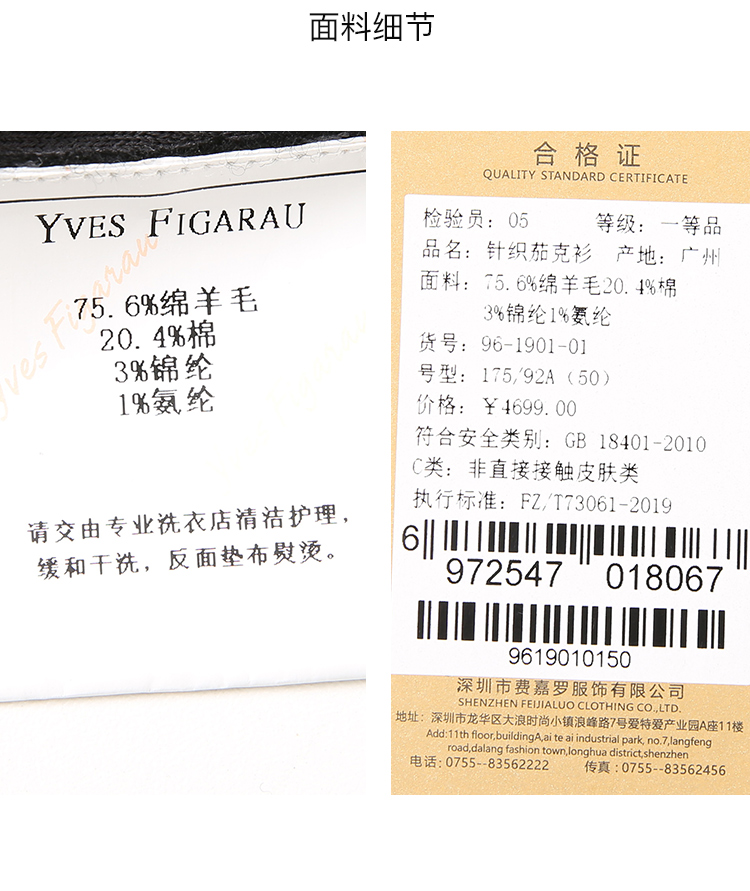 面料细节
YVES FIGARAU
75.6%绵羊毛
20.4%棉
3%锦纶
1%氨纶
请交由专业洗衣店清洁护理，
缓和干洗，反面垫布熨烫。
Yves Figarau
Yves Figarau
合格证
QUALITY STANDARD CERTIFICATE
检验员：05 等级：一等品
品名：针织茄克衫 产地：广州
面料：75.6%绵羊毛20.4%棉
3%锦纶1%氨纶
货号：96-1901-01
号型：175/92A（50）
价格：￥4699.00
符合安全类别：GB 18401-2010
C类：非直接接触皮肤类
执行标准：FZ/T73061-2019
6 972547 018067
9619010150
深圳市费嘉罗服饰有限公司
SHENZHEN FEIJIALUO CLOTHING CO.,LTD.
地址：深圳市龙华区大浪时尚小镇浪峰路7号爱特爱产业园A座11楼
Add:11th floor,buildingA,ai te ai industrial park, no.7,langfeng
road,dalang fashion town,longhua district,shenzhen
电话：0755--83562222 传真：0755--83562456